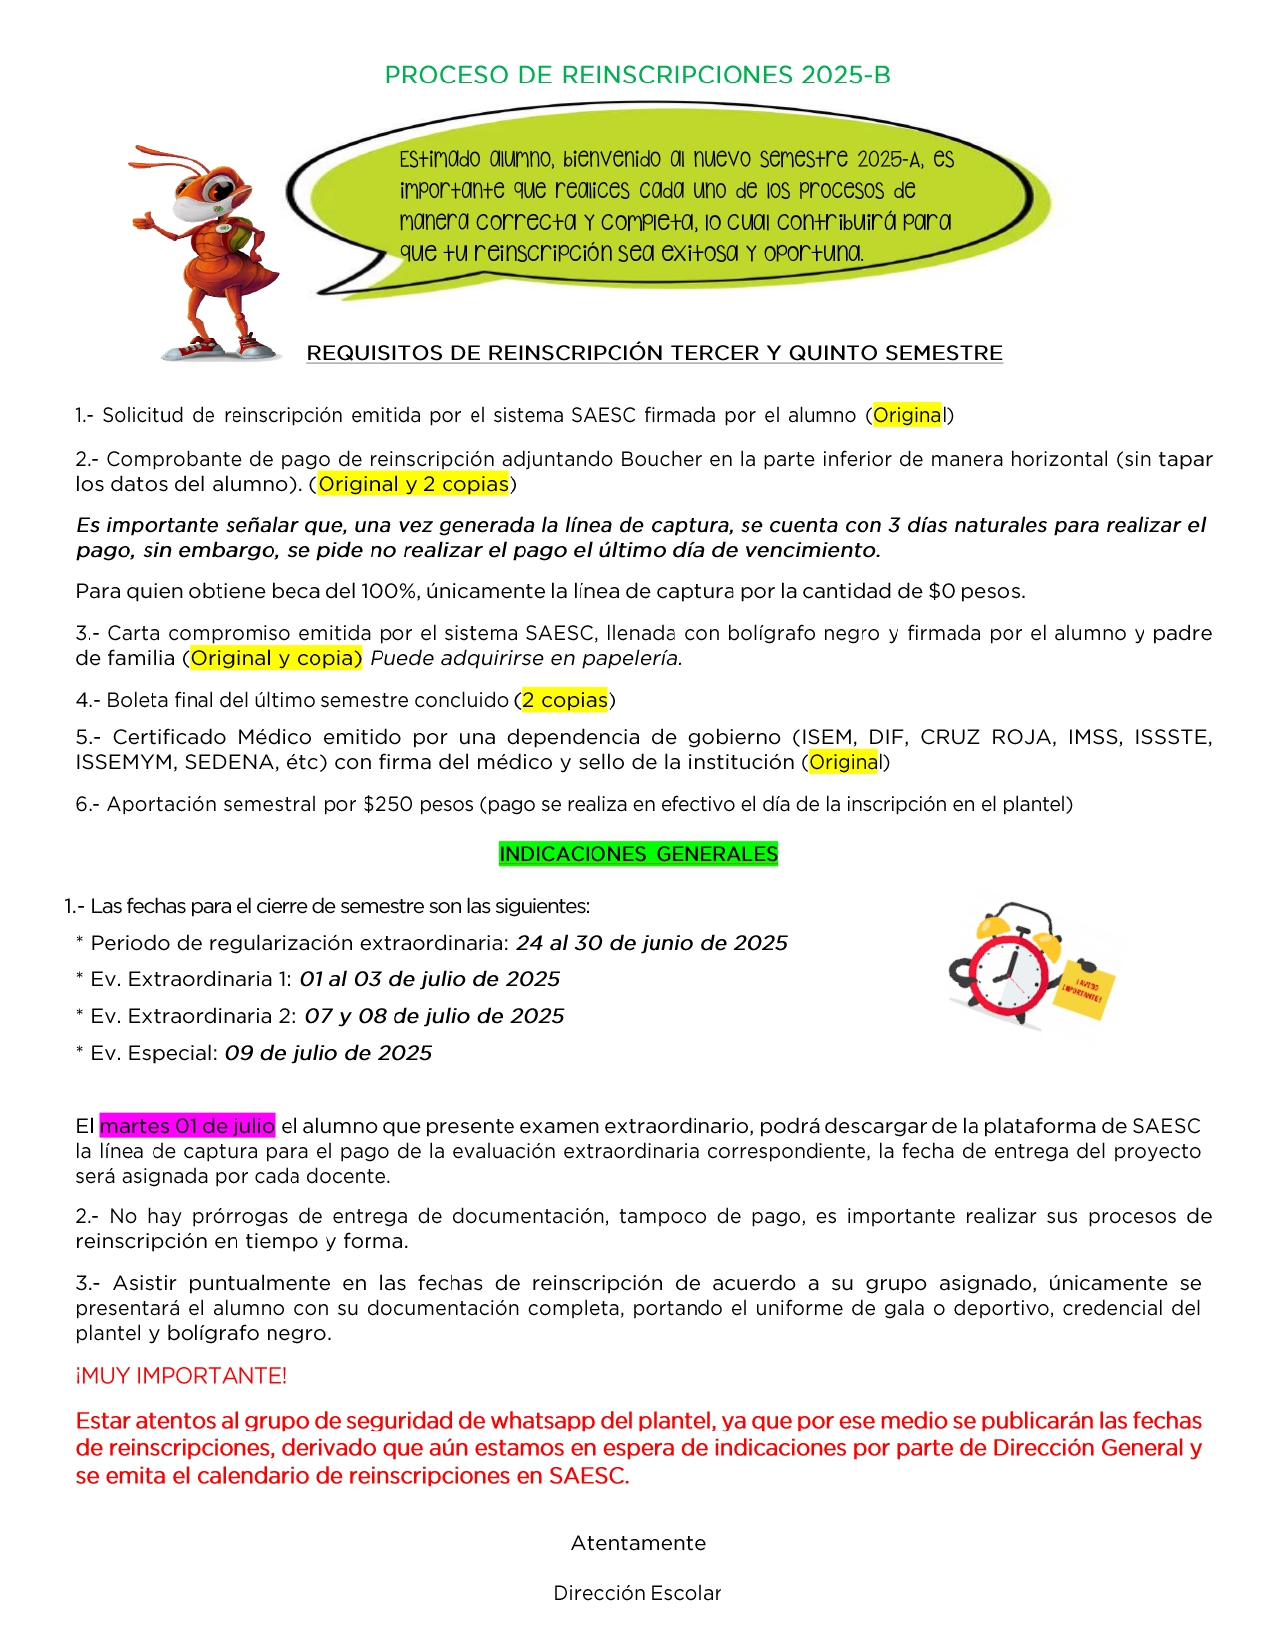 PROCESO DE REINSCRIPCIONES 2025-B
Estimado alumno, bienvenido al nuevo semestre 2025-A, es
importante que realices cada uno de los procesos de
manera correcta y completa, lo cual contribuirá para
que tu reinscripción sea exitosa y oportuna.
REQUISITOS DE REINSCRIPCIÓN TERCER Y QUINTO SEMESTRE
1.- Solicitud de reinscripción emitida por el sistema SAESC firmada por el alumno (Original)
2.- Comprobante de pago de reinscripción adjuntando Boucher en la parte inferior de manera horizontal (sin tapar
los datos del alumno). (Original y 2 copias)
Es importante señalar que, una vez generada la línea de captura, se cuenta con 3 días naturales para realizar el
pago, sin embargo, se pide no realizar el pago el último día de vencimiento.
Para quien obtiene beca del 100%, únicamente la línea de captura por la cantidad de $0 pesos.
3.- Carta compromiso emitida por el sistema SAESC, llenada con bolígrafo negro y firmada por el alumno y padre
de familia (Original y copia) Puede adquirirse en papelería.
4.- Boleta final del último semestre concluido (2 copias)
5.- Certificado Médico emitido por una dependencia de gobierno (ISEM, DIF, CRUZ ROJA, IMSS, ISSSTE,
ISSEMYM, SEDENA, étc) con firma del médico y sello de la institución (Original)
6.- Aportación semestral por $250 pesos (pago se realiza en efectivo el día de la inscripción en el plantel)
INDICACIONES GENERALES
1.- Las fechas para el cierre de semestre son las siguientes:
* Periodo de regularización extraordinaria: 24 al 30 de junio de 2025
* Ev. Extraordinaria 1: 01 al 03 de julio de 2025
* Ev. Extraordinaria 2: 07 y 08 de julio de 2025
* Ev. Especial: 09 de julio de 2025
¡AVISO
IMPORTANTE!
El martes 01 de julio el alumno que presente examen extraordinario, podrá descargar de la plataforma de SAESC
la línea de captura para el pago de la evaluación extraordinaria correspondiente, la fecha de entrega del proyecto
será asignada por cada docente.
2.- No hay prórrogas de entrega de documentación, tampoco de pago, es importante realizar sus procesos de
reinscripción en tiempo y forma.
3.- Asistir puntualmente en las fechas de reinscripción de acuerdo a su grupo asignado, únicamente se
presentará el alumno con su documentación completa, portando el uniforme de gala o deportivo, credencial del
plantel y bolígrafo negro.
¡MUY IMPORTANTE!
Estar atentos al grupo de seguridad de whatsapp del plantel, ya que por ese medio se publicarán las fechas
de reinscripciones, derivado que aún estamos en espera de indicaciones por parte de Dirección General y
se emita el calendario de reinscripciones en SAESC.
Atentamente
Dirección Escolar